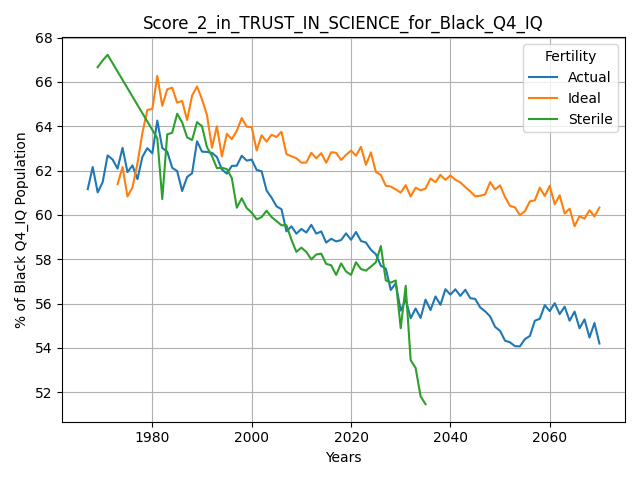 Score_2_in_TRUST_IN_SCIENCE_for_Black_Q4_IQ
Fertility
Actual
Ideal
Sterile
% of Black Q4_IQ Population
68
66
64
62
60
58
56
54
52
1980
2000
2020
2040
2060
Years